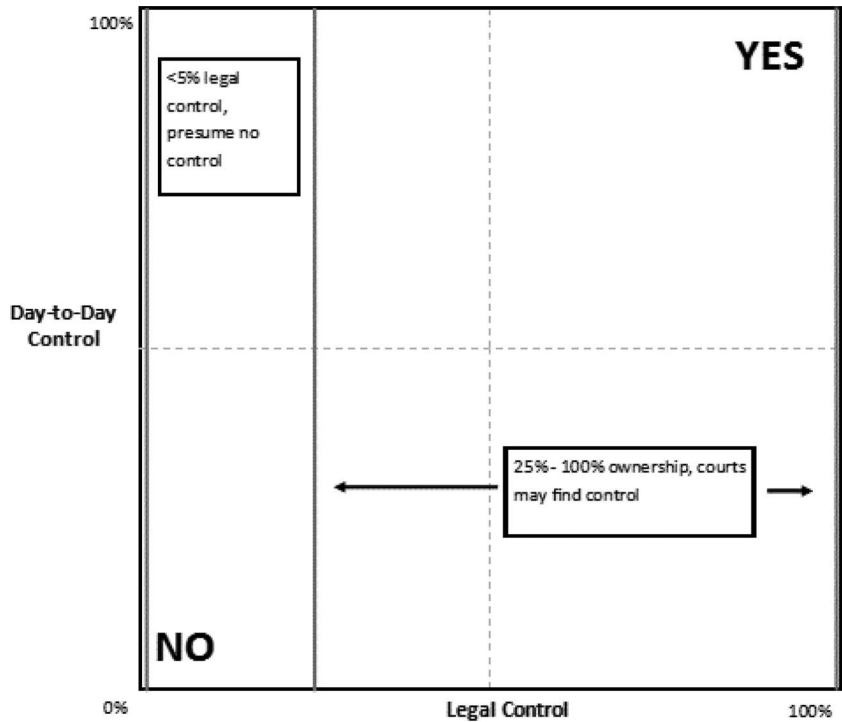 100%
YES
<5% legal
control,
presume no
control
Day-to-Day
Control
25%- 100% ownership, courts
may find control
NO
0%
Legal Control
100%